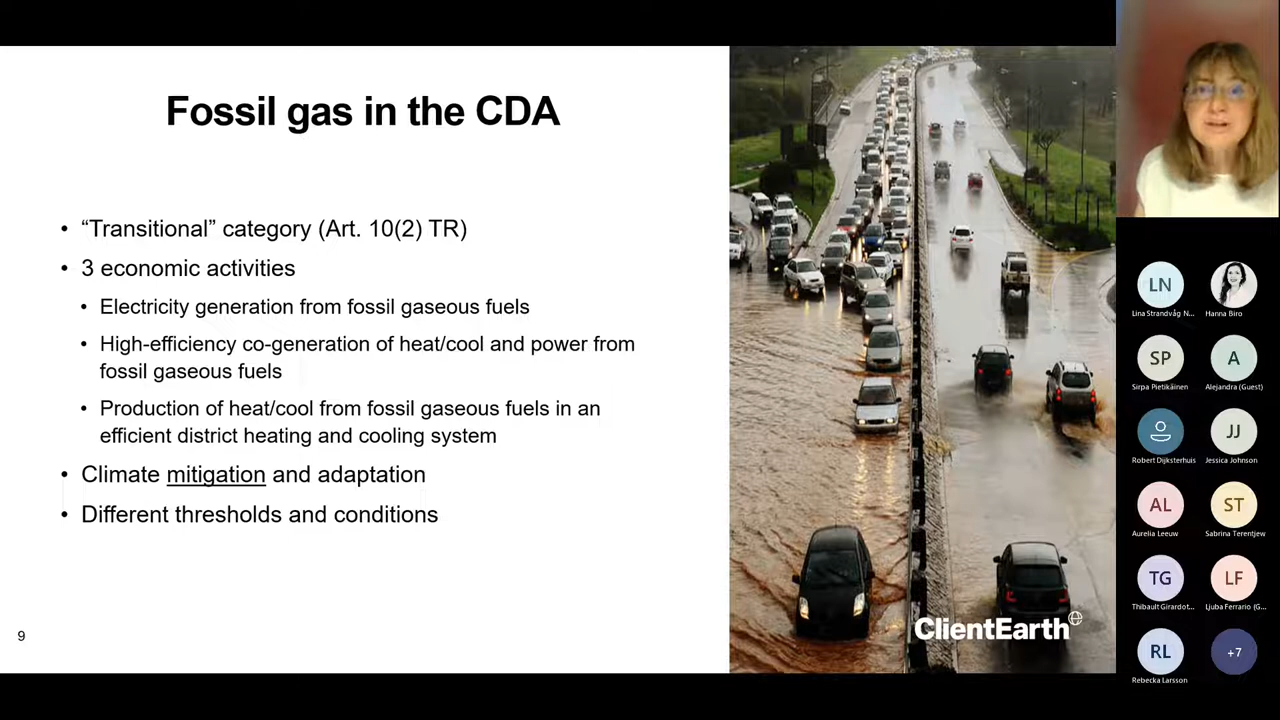 Fossil gas in the CDA
• “Transitional” category (Art. 10(2) TR)
• 3 economic activities
• Electricity generation from fossil gaseous fuels
• High-efficiency co-generation of heat/cool and power from
fossil gaseous fuels
• Production of heat/cool from fossil gaseous fuels in an
efficient district heating and cooling system
• Climate mitigation and adaptation
• Different thresholds and conditions
9
ClientEarth
LN
Lina Strandvåg N...
Hanna Biro
SP
Sirpa Pietikäinen
A
Alejandra (Guest)
Robert Dijksterhuis
JJ
Jessica Johnson
AL
Aurelia Leeuw
ST
Sabrina Terentjew
TG
Thibault Girardot...
LF
Ljuba Ferrario (G...
RL
Rebecka Larsson
+7